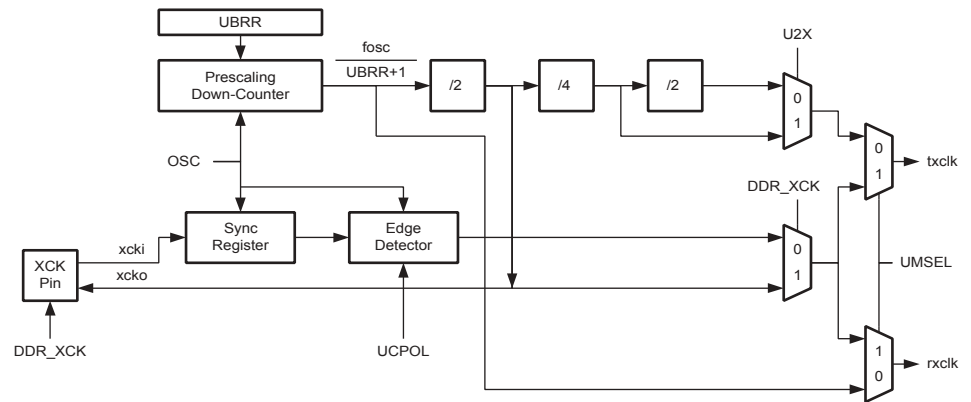 UBRR
fosc
UBRR+1
Prescaling
Down-Counter
/2
/4
/2
U2X
0
1
OSC
0
1
txclk
DDR_XCK
Sync
Register
Edge
Detector
0
1
xcki
XCK
Pin
xcko
UMSEL
DDR_XCK
UCPOL
1
0
rxclk